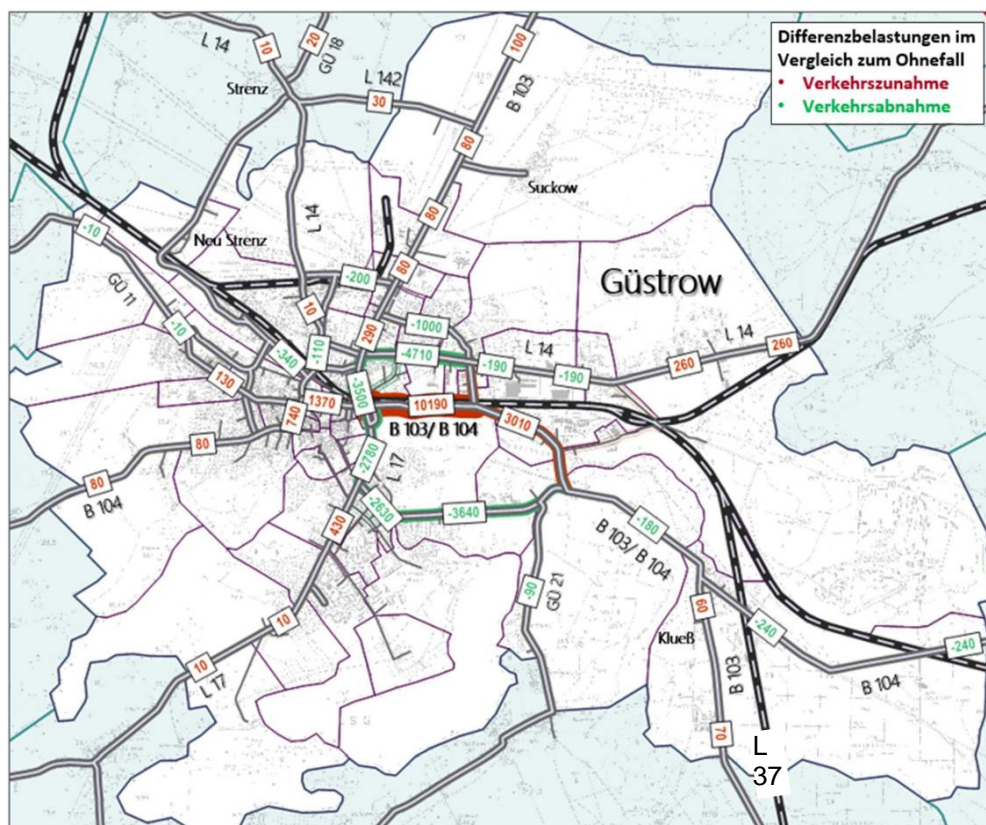 Differenzbelastungen im
Vergleich zum Ohnefall
• Verkehrszunahme
• Verkehrsabnahme
L 14
10
20
GÜ 18
100
B 103
Strenz
L 142
30
80
Suckow
-10
Neu Strenz
L 14
80
80
-200
Güstrow
GÜ 11
-10
10
290
-1000
-340
-110
-4710
-190
L 14
-190
260
L 14
260
130
1370
-3500
10190
3010
740
B 103/ B 104
80
80
B 104
-2780
L 17
-2630
-3640
-180
B 103/ B 104
430
-90
GÜ 21
60
Klueß
-240
-240
B 104
10
10
L 17
B 103
70
L
37